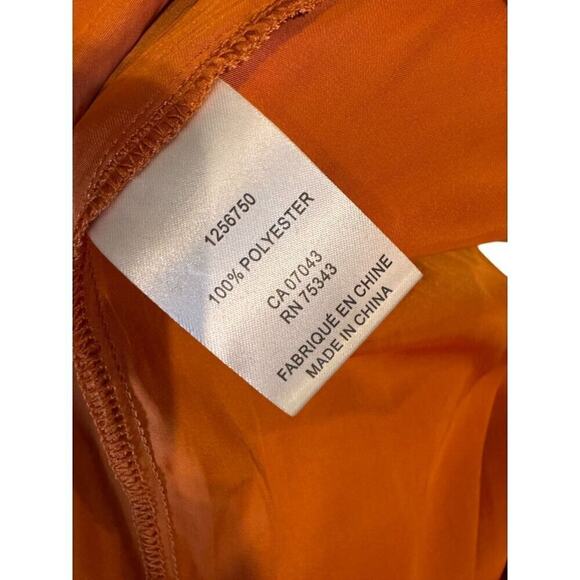 1256750
100% POLYESTER
CA 07043
RN 75343
FABRIQUÉ EN CHINE
MADE IN CHINA